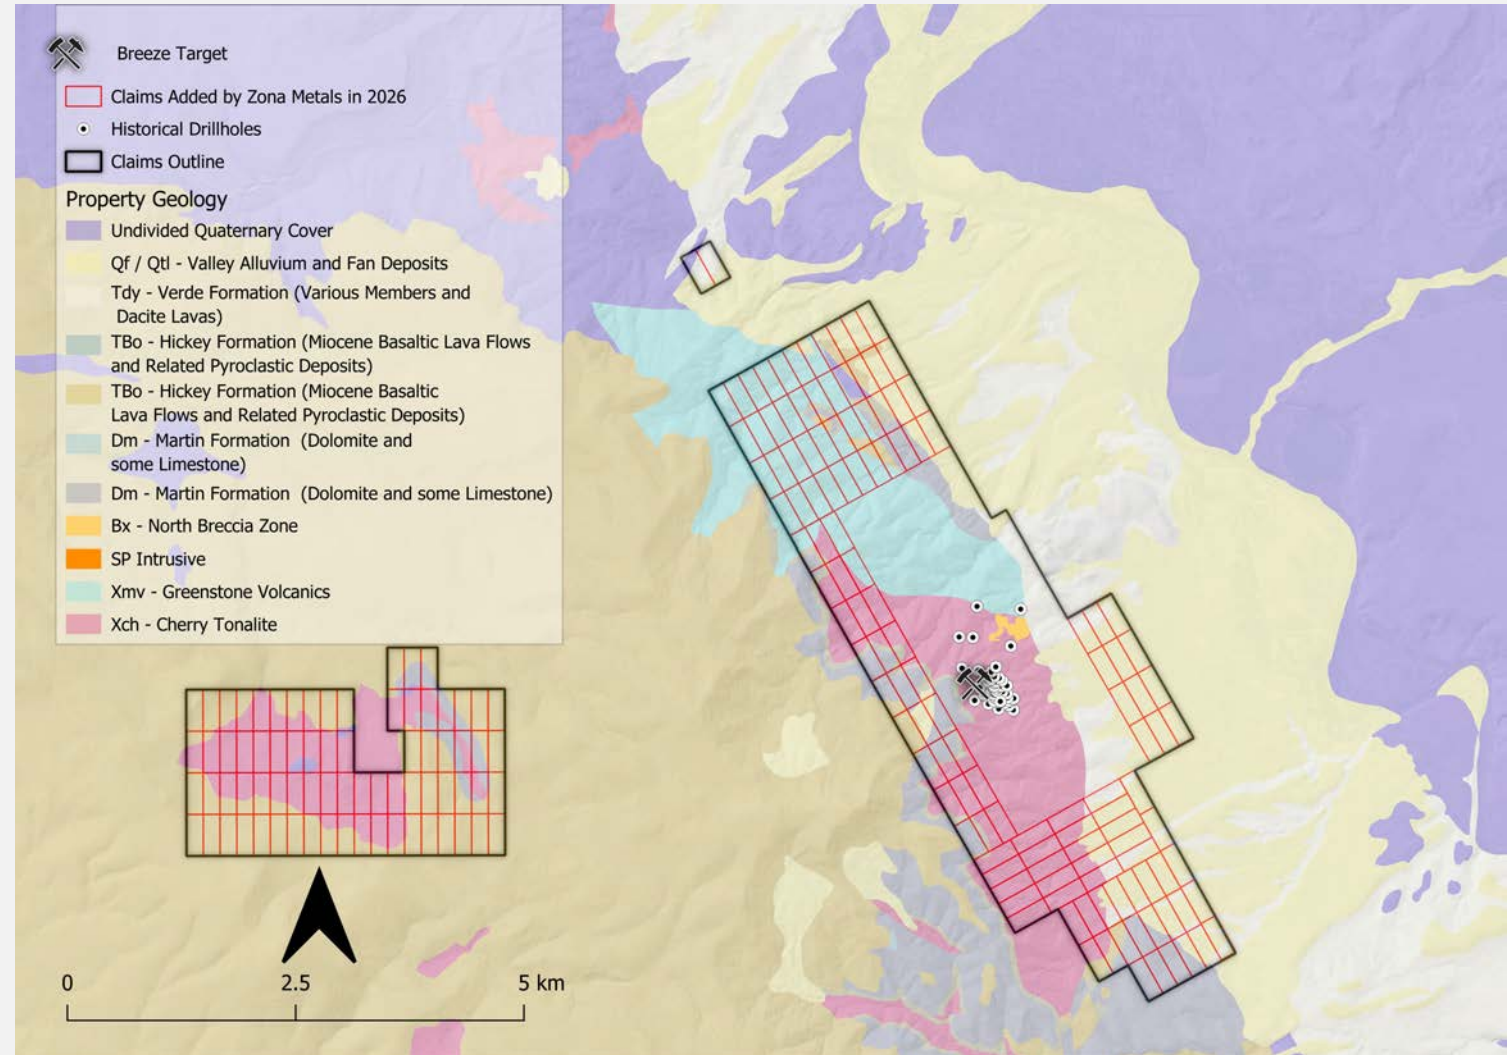 Breeze Target
Claims Added by Zona Metals in 2026
Historical Drillholes
Claims Outline
Property Geology
Undivided Quaternary Cover
Qf / Qtl - Valley Alluvium and Fan Deposits
Tdy - Verde Formation (Various Members and
Dacite Lavas)
TBo - Hickey Formation (Miocene Basaltic Lava Flows
and Related Pyroclastic Deposits)
TBo - Hickey Formation (Miocene Basaltic
Lava Flows and Related Pyroclastic Deposits)
Dm - Martin Formation (Dolomite and
some Limestone)
Dm - Martin Formation (Dolomite and some Limestone)
Bx - North Breccia Zone
SP Intrusive
Xmv - Greenstone Volcanics
Xch - Cherry Tonalite
0 2.5 5 km